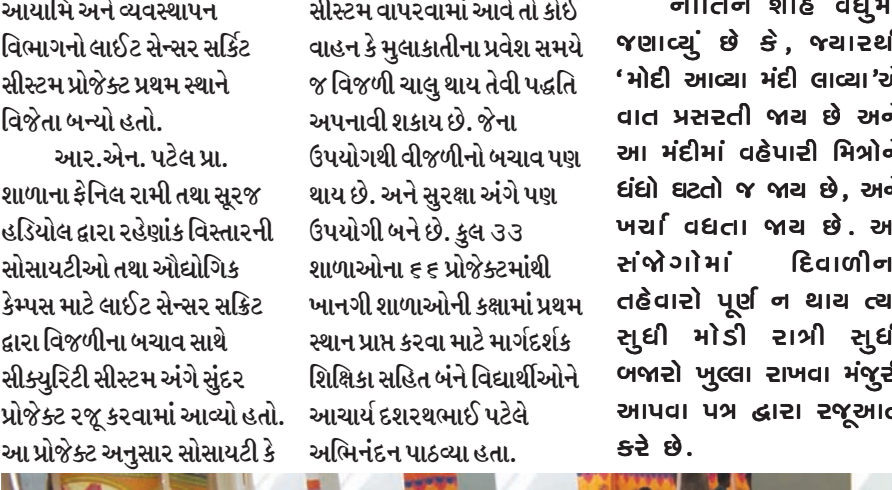 આયામિ અને વ્યવસ્થાપન
વિભાગનો લાઈટ સેન્સર સર્કિટ
સીસ્ટમ પ્રોજેક્ટ પ્રથમ સ્થાને
વિજેતા બન્યો હતો.
આર.એન. પટેલ પ્રા.
શાળાના ફેનિલ રામી તથા સૂરજ
હડિયોલ દ્વારા રહેણાંક વિસ્તારની
સોસાયટીઓ તથા ઔદ્યોગિક
કેમ્પસ માટે લાઈટ સેન્સર સક્રિટ
દ્વારા વિજળીના બચાવ સાથે
સીક્યુરિટી સીસ્ટમ અંગે સુંદર
પ્રોજેક્ટ રજૂ કરવામાં આવ્યો હતો.
આ પ્રોજેક્ટ અનુસાર સોસાયટી કે
સીસ્ટમ વાપરવામાં આવે તો કોઈ
વાહન કે મુલાકાતીના પ્રવેશ સમયે
જ વિજળી ચાલુ થાય તેવી પદ્ધતિ
અપનાવી શકાય છે. જેના
ઉપયોગથી વીજળીનો બચાવ પણ
થાય છે. અને સુરક્ષા અંગે પણ
ઉપયોગી બને છે. કુલ ૩૩
શાળાઓના ૬૬ પ્રોજેક્ટમાંથી
ખાનગી શાળાઓની કક્ષામાં પ્રથમ
સ્થાન પ્રાપ્ત કરવા માટે માર્ગદર્શક
શિક્ષિકા સહિત બંને વિદ્યાર્થીઓને
આચાર્ય દશરથભાઈ પટેલે
અભિનંદન પાઠવ્યા હતા.
નીતિન શાહે વધુમ
જણાવ્યું છે કે, જ્યારથી
‘મોદી આવ્યા મંદી લાવ્યા’એ
વાત પ્રસરતી જાય છે અને
આ મંદીમાં વહેપારી મિત્રોને
ધંધો ઘટતો જ જાય છે, અને
ખર્ચા વધતા જાય છે. આ
સંજોગોમાં દિવાળીન
તહેવારો પૂર્ણ ન થાય ત્ય
સુધી મોડી રાત્રી સુધી
બજારો ખુલ્લા રાખવા મંજુરી
આપવા પત્ર દ્વારા રજૂઆત
કરે છે.